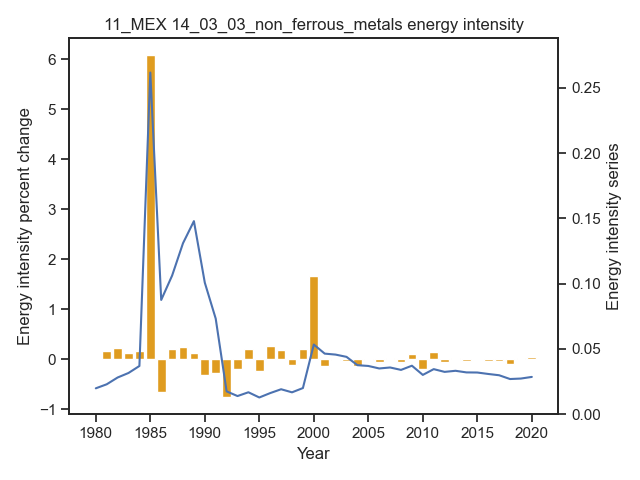 11_MEX 14_03_03_non_ferrous_metals energy intensity
Energy intensity percent change
6
5
4
3
2
1
0
−1
0.25
0.20
0.15
0.10
0.05
0.00
Energy intensity series
1980 1985 1990 1995 2000 2005 2010 2015 2020
Year